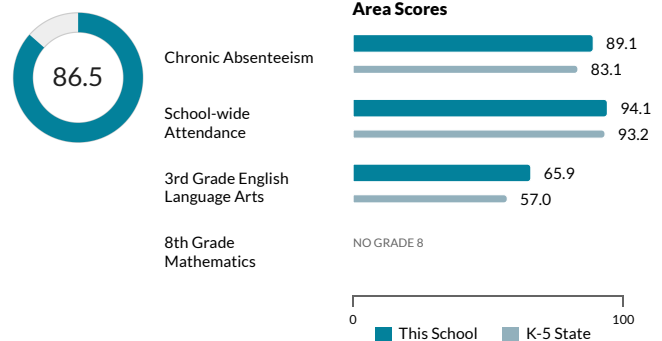 Area Scores
86.5
Chronic Absenteeism
89.1
83.1
School-wide
Attendance
94.1
93.2
3rd Grade English
Language Arts
65.9
57.0
8th Grade
Mathematics
NO GRADE 8
0
100
This School
K-5 State